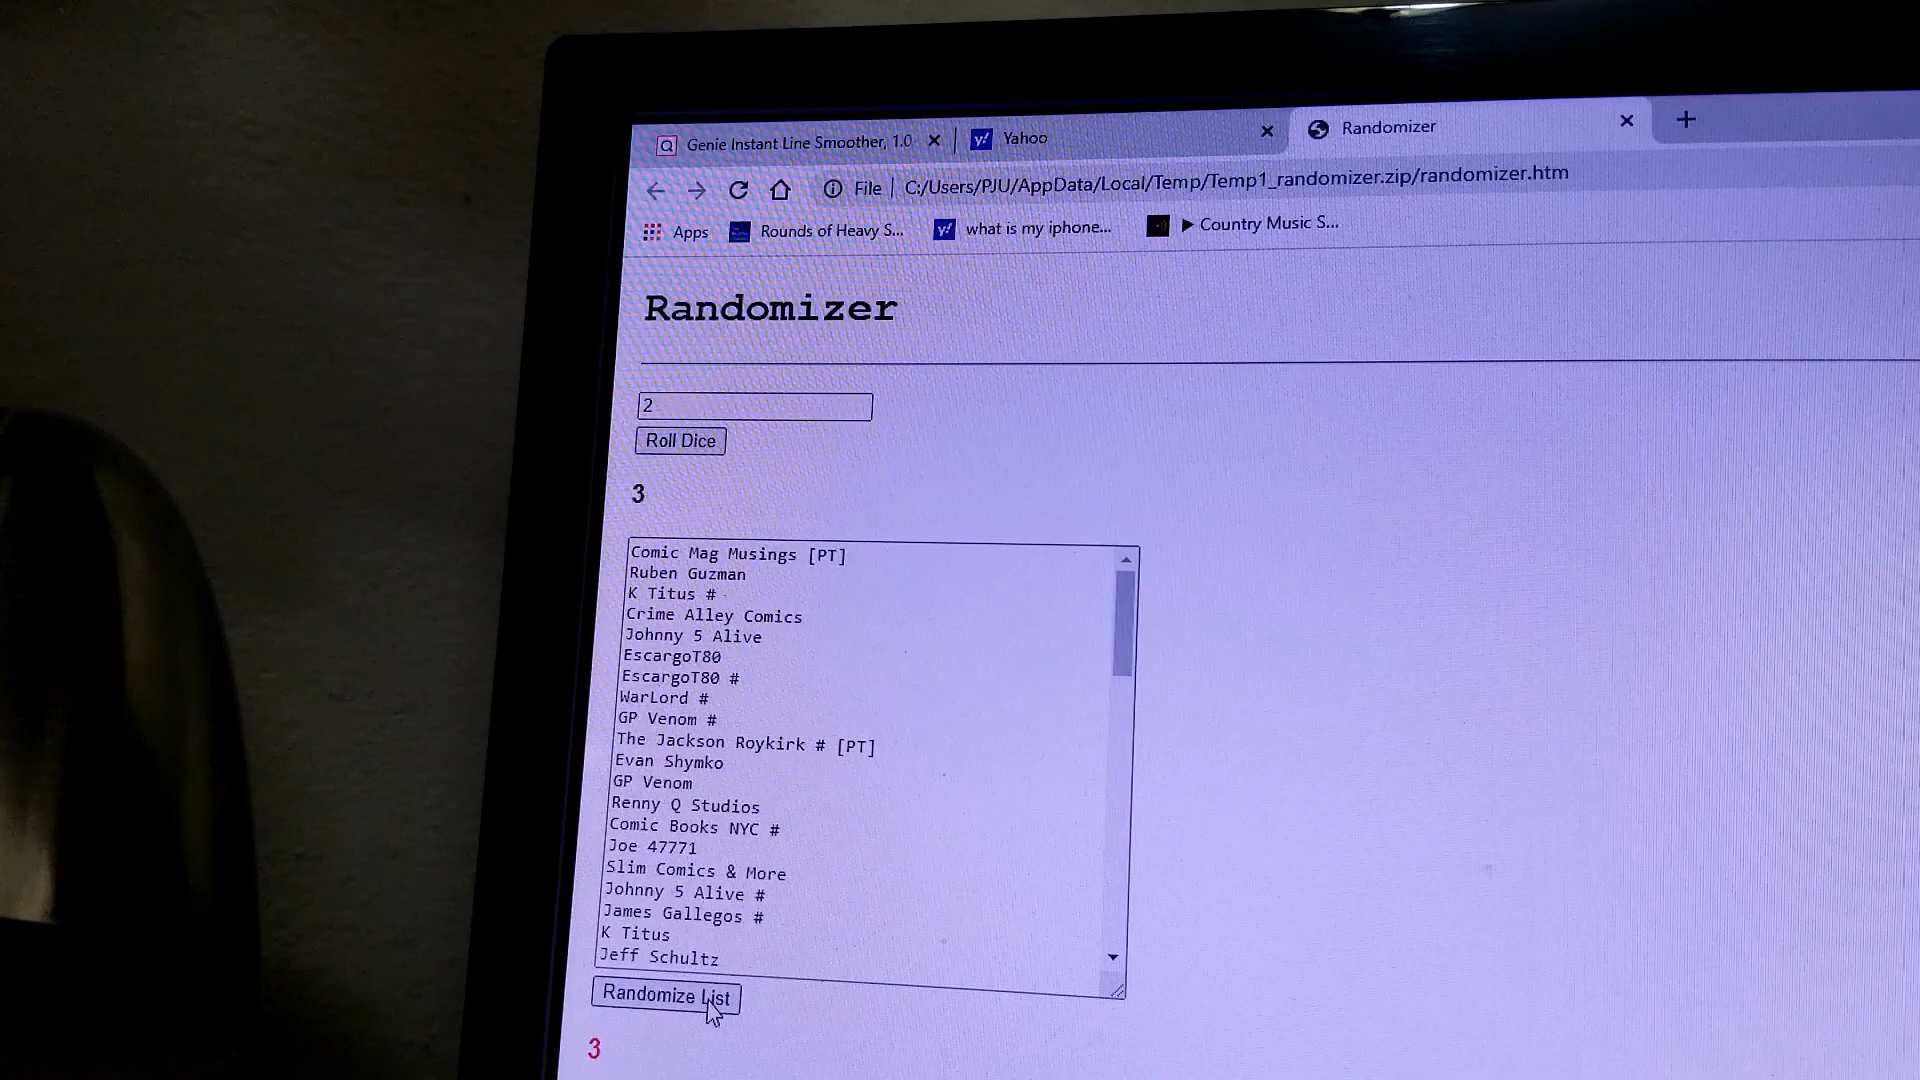 Genie Instant Line Smoother, 1.0
Yahoo
Randomizer
File | C:/Users/PJU/AppData/Local/Temp/Temp1_randomizer.zip/randomizer.htm
Apps
Rounds of Heavy S...
what is my iphone...
▶ Country Music S...
Randomizer
2
Roll Dice
3
Comic Mag Musings [PT]
Ruben Guzman
K Titus #
Crime Alley Comics
Johnny 5 Alive
EscargoT80
EscargoT80 #
WarLord #
GP Venom #
The Jackson Roykirk # [PT]
Evan Shymko
GP Venom
Renny Q Studios
Comic Books NYC #
Joe 47771
Slim Comics & More
Johnny 5 Alive #
James Gallegos #
K Titus
Jeff Schultz
Randomize List
3